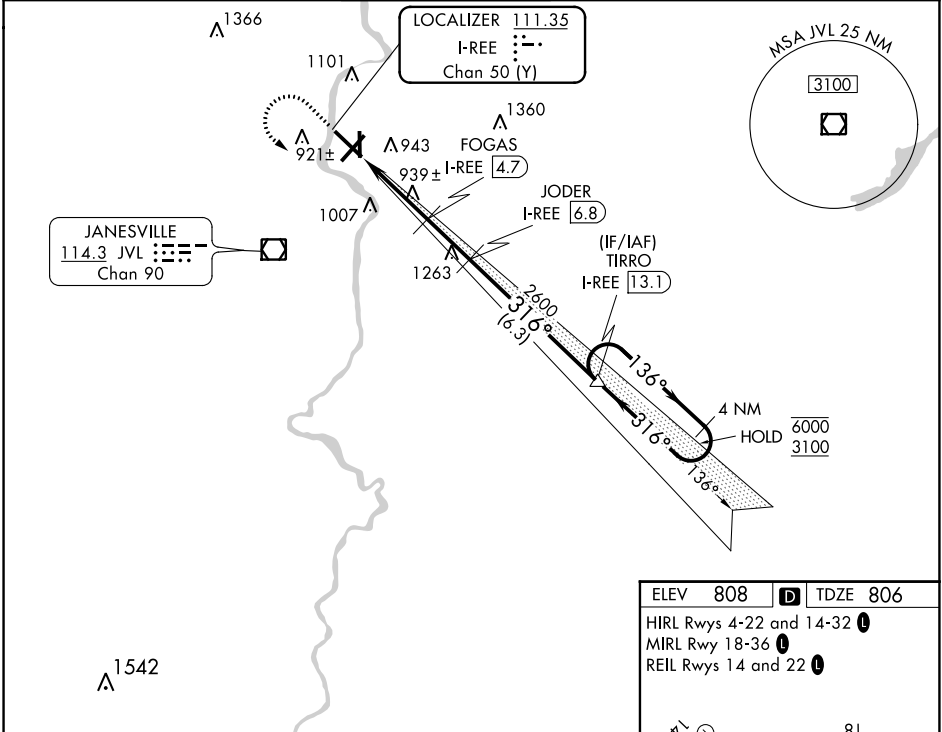 1366
LOCALIZER 111.35
I-REE
Chan 50 (Y)
MSA JVL 25 NM
3100
1101
1360
921±
943
FOGAS
I-REE 4.7
939±
1007
JODER
I-REE 6.8
JANESVILLE
114.3 JVL
Chan 90
1263
(IF/IAF)
TIRRO
I-REE 13.1
2600
316°
(6.3)
136°
4 NM
HOLD 6000
3100
316°
136°
1542
ELEV 808 D TDZE 806
HIRL Rwys 4-22 and 14-32 L
MIRL Rwy 18-36 L
REIL Rwys 14 and 22 L